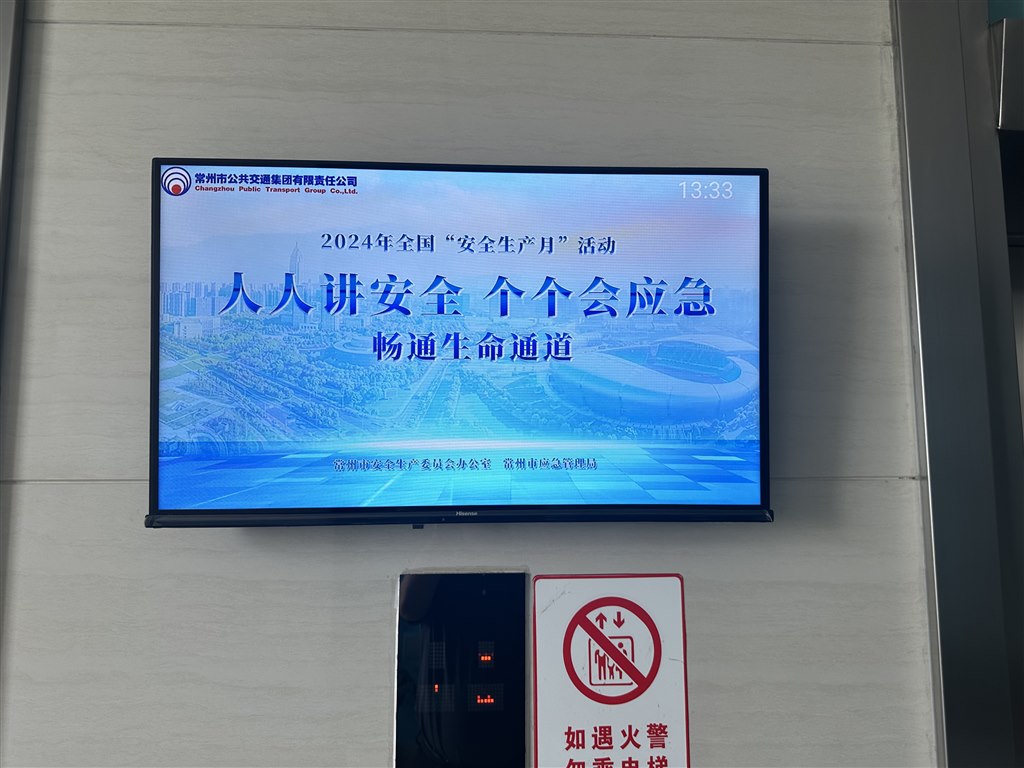 常州市公共交通集团有限责任公司
Changzhou Public Transport Group Co.,Ltd.
13:33
2024年全国“安全生产月”活动
人人讲安全 个个会应急
畅通生命通道
常州市安全生产委员会办公室 常州市应急管理局
Hisense
如遇火警
勿乘电梯